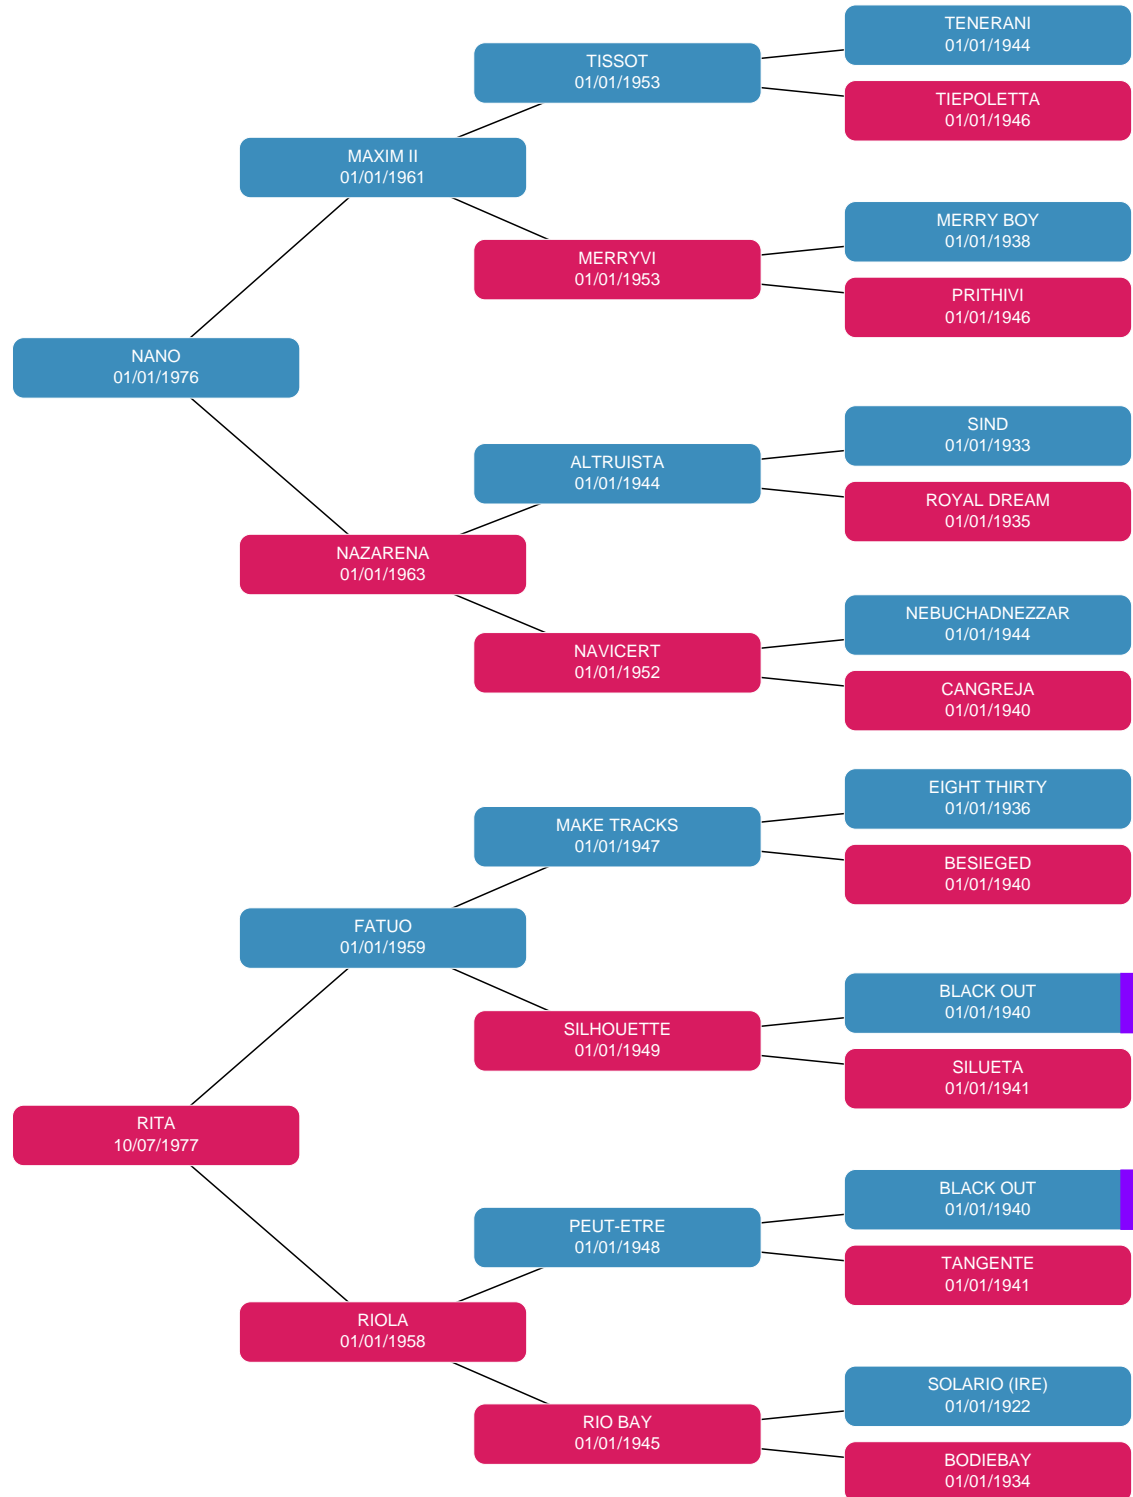 TENERANI
01/01/1944
TISSOT
01/01/1953
TIEPOLETTA
01/01/1946
MAXIM II
01/01/1961
MERRY BOY
01/01/1938
MERRYVI
01/01/1953
PRITHIVI
01/01/1946
NANO
01/01/1976
SIND
01/01/1933
ALTRUISTA
01/01/1944
ROYAL DREAM
01/01/1935
NAZARENA
01/01/1963
NEBUCHADNEZZAR
01/01/1944
NAVICERT
01/01/1952
CANGREJA
01/01/1940
EIGHT THIRTY
01/01/1936
MAKE TRACKS
01/01/1947
BESIEGED
01/01/1940
FATUO
01/01/1959
BLACK OUT
01/01/1940
SILHOUETTE
01/01/1949
SILUETA
01/01/1941
RITA
10/07/1977
BLACK OUT
01/01/1940
PEUT-ETRE
01/01/1948
TANGENTE
01/01/1941
RIOLA
01/01/1958
SOLARIO (IRE)
01/01/1922
RIO BAY
01/01/1945
BODIEBAY
01/01/1934